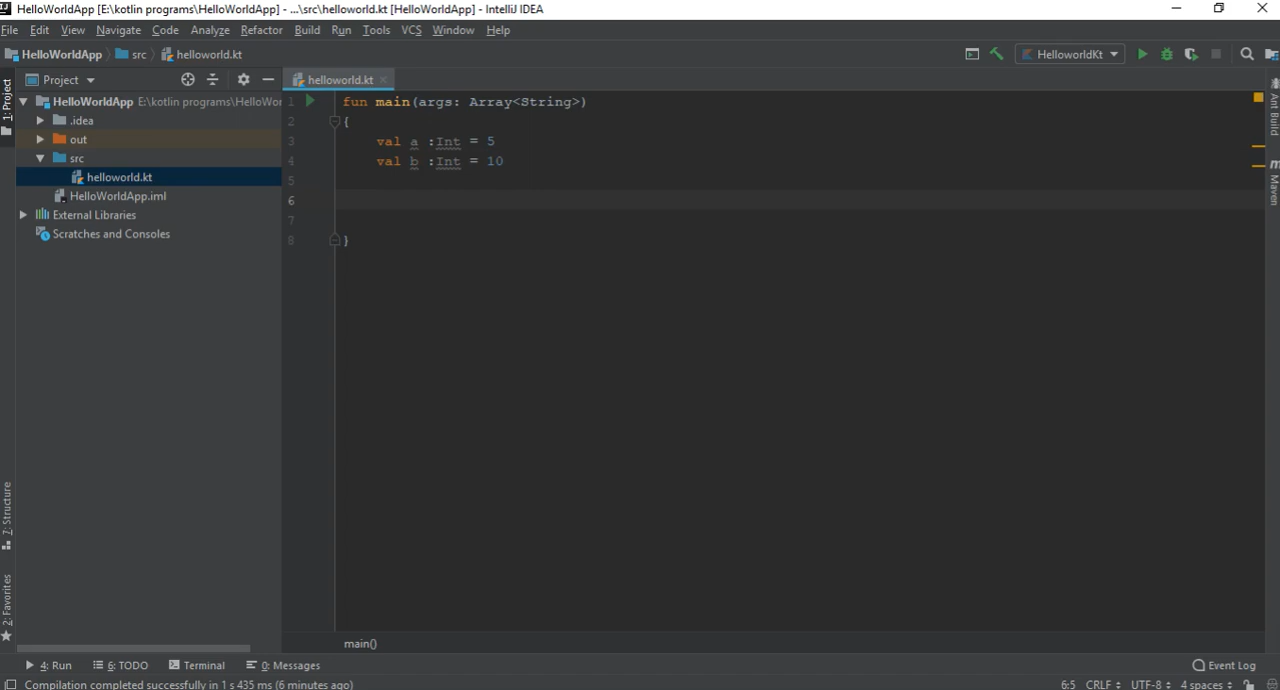 HelloWorldApp [E:\kotlin programs\HelloWorldApp] - ...\src\helloworld.kt [HelloWorldApp] - IntelliJ IDEA
File Edit View Navigate Code Analyze Refactor Build Run Tools VCS Window Help
HelloWorldApp src helloworld.kt HelloworldKt
1: Project
Project
helloworld.kt
HelloWorldApp E:\kotlin programs\HelloWor
.idea
out
src
helloworld.kt
HelloWorldApp.iml
External Libraries
Scratches and Consoles
1 fun main(args: Array<String>)
2 {
3 val a :Int = 5
4 val b :Int = 10
5
6
7
8 }
Ant Build
Maven
7: Structure
2: Favorites
main()
4: Run 6: TODO Terminal 0: Messages Event Log
Compilation completed successfully in 1 s 435 ms (6 minutes ago) 6:5 CRLF UTF-8 4 spaces